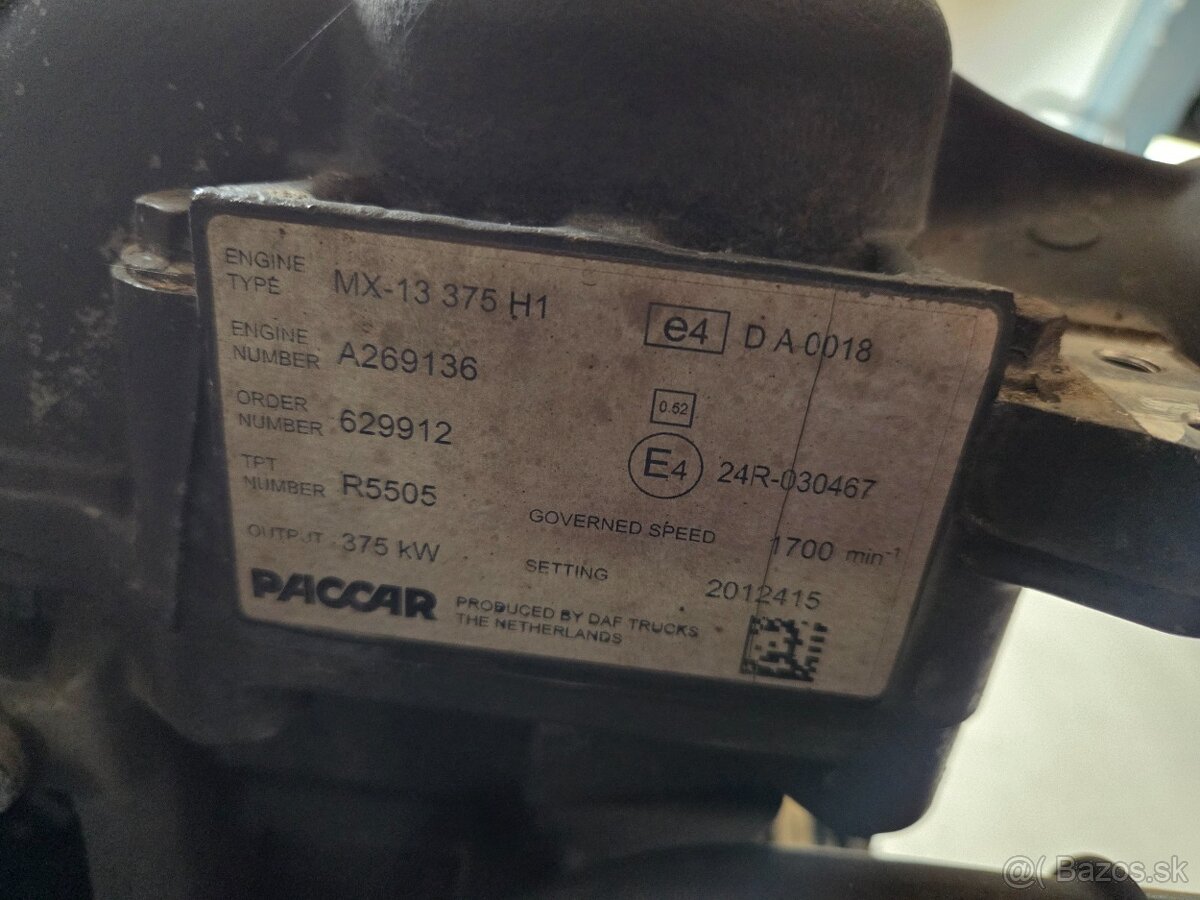 ENGINE
TYPE MX-13 375 H1
e4 D A 0018
ENGINE
NUMBER A269136
0.52
ORDER
NUMBER 629912
E4 24R-030467
TPT
NUMBER R5505
GOVERNED SPEED 1700 min-1
OUTPUT 375 kW
SETTING 2012415
PACCAR PRODUCED BY DAF TRUCKS
THE NETHERLANDS
@( Bazos.sk